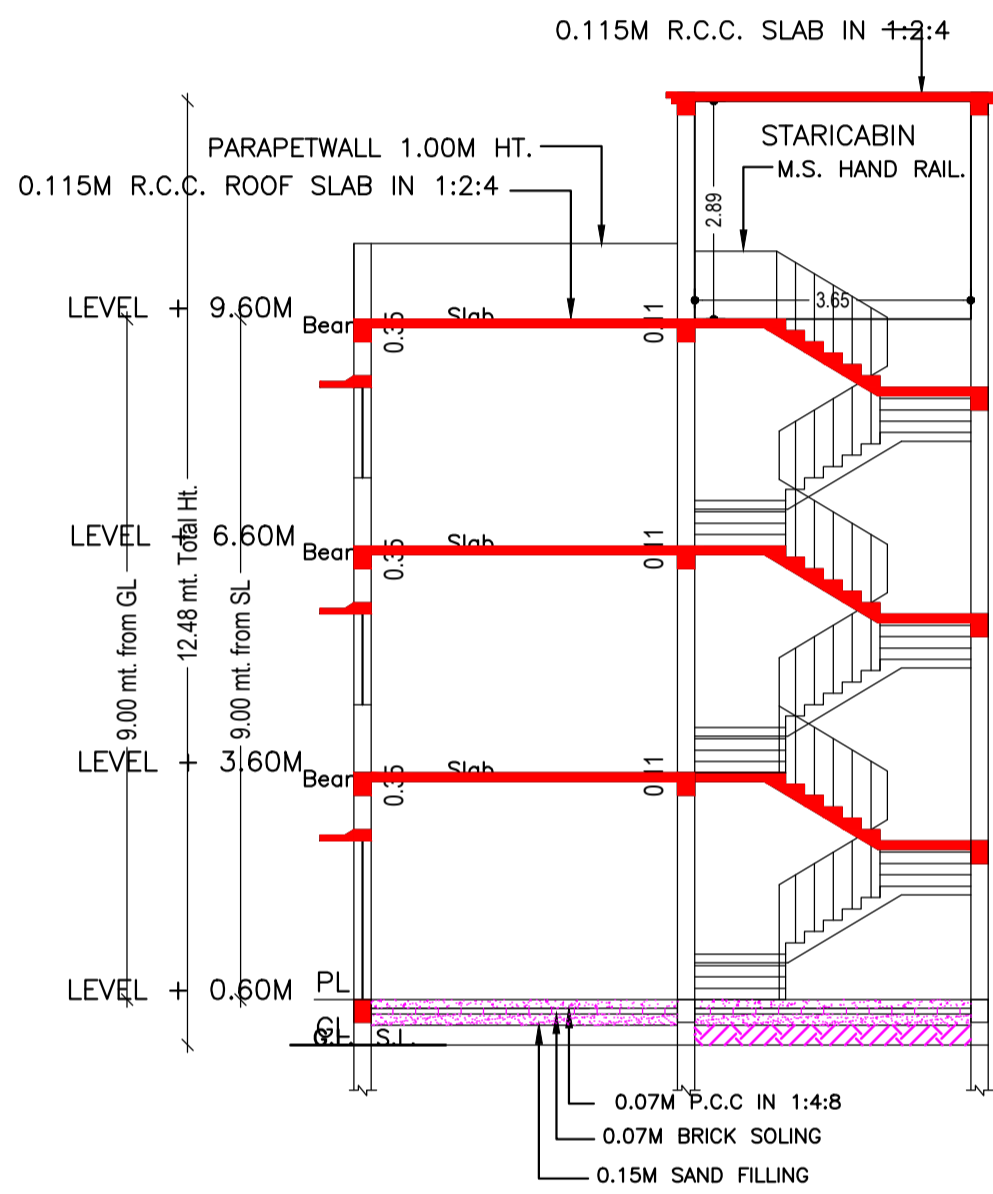 0.115M R.C.C. SLAB IN 1:2:4
PARAPETWALL 1.00M HT.
STARICABIN
M.S. HAND RAIL.
0.115M R.C.C. ROOF SLAB IN 1:2:4
2.89
3.65
LEVEL + 9.60M
Bear
0.35
Slab
0.11
LEVEL + 6.60M
Bear
0.35
Slab
0.11
9.00 mt. from GL
12.48 mt. Total Ht.
9.00 mt. from SL
LEVEL + 3.60M
Bear
0.35
Slab
0.11
LEVEL + 0.60M
PL
S.L.
0.07M P.C.C IN 1:4:8
0.07M BRICK SOLING
0.15M SAND FILLING